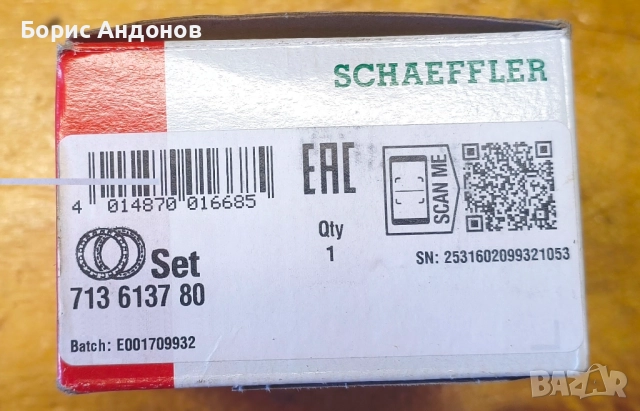 Борис Андонов
SCHAEFFLER
4 014870 016685
EAC
SCAN ME
Qty
1
SN: 2531602099321053
Set
713 6137 80
Batch: E001709932
BAZAR